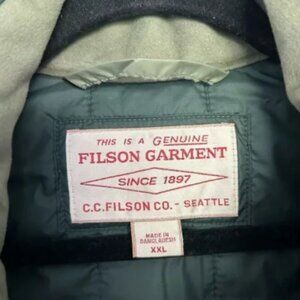 THIS IS A GENUINE
FILSON GARMENT
SINCE 1897
C.C.FILSON CO. - SEATTLE
MADE IN
BANGLADESH
XXL